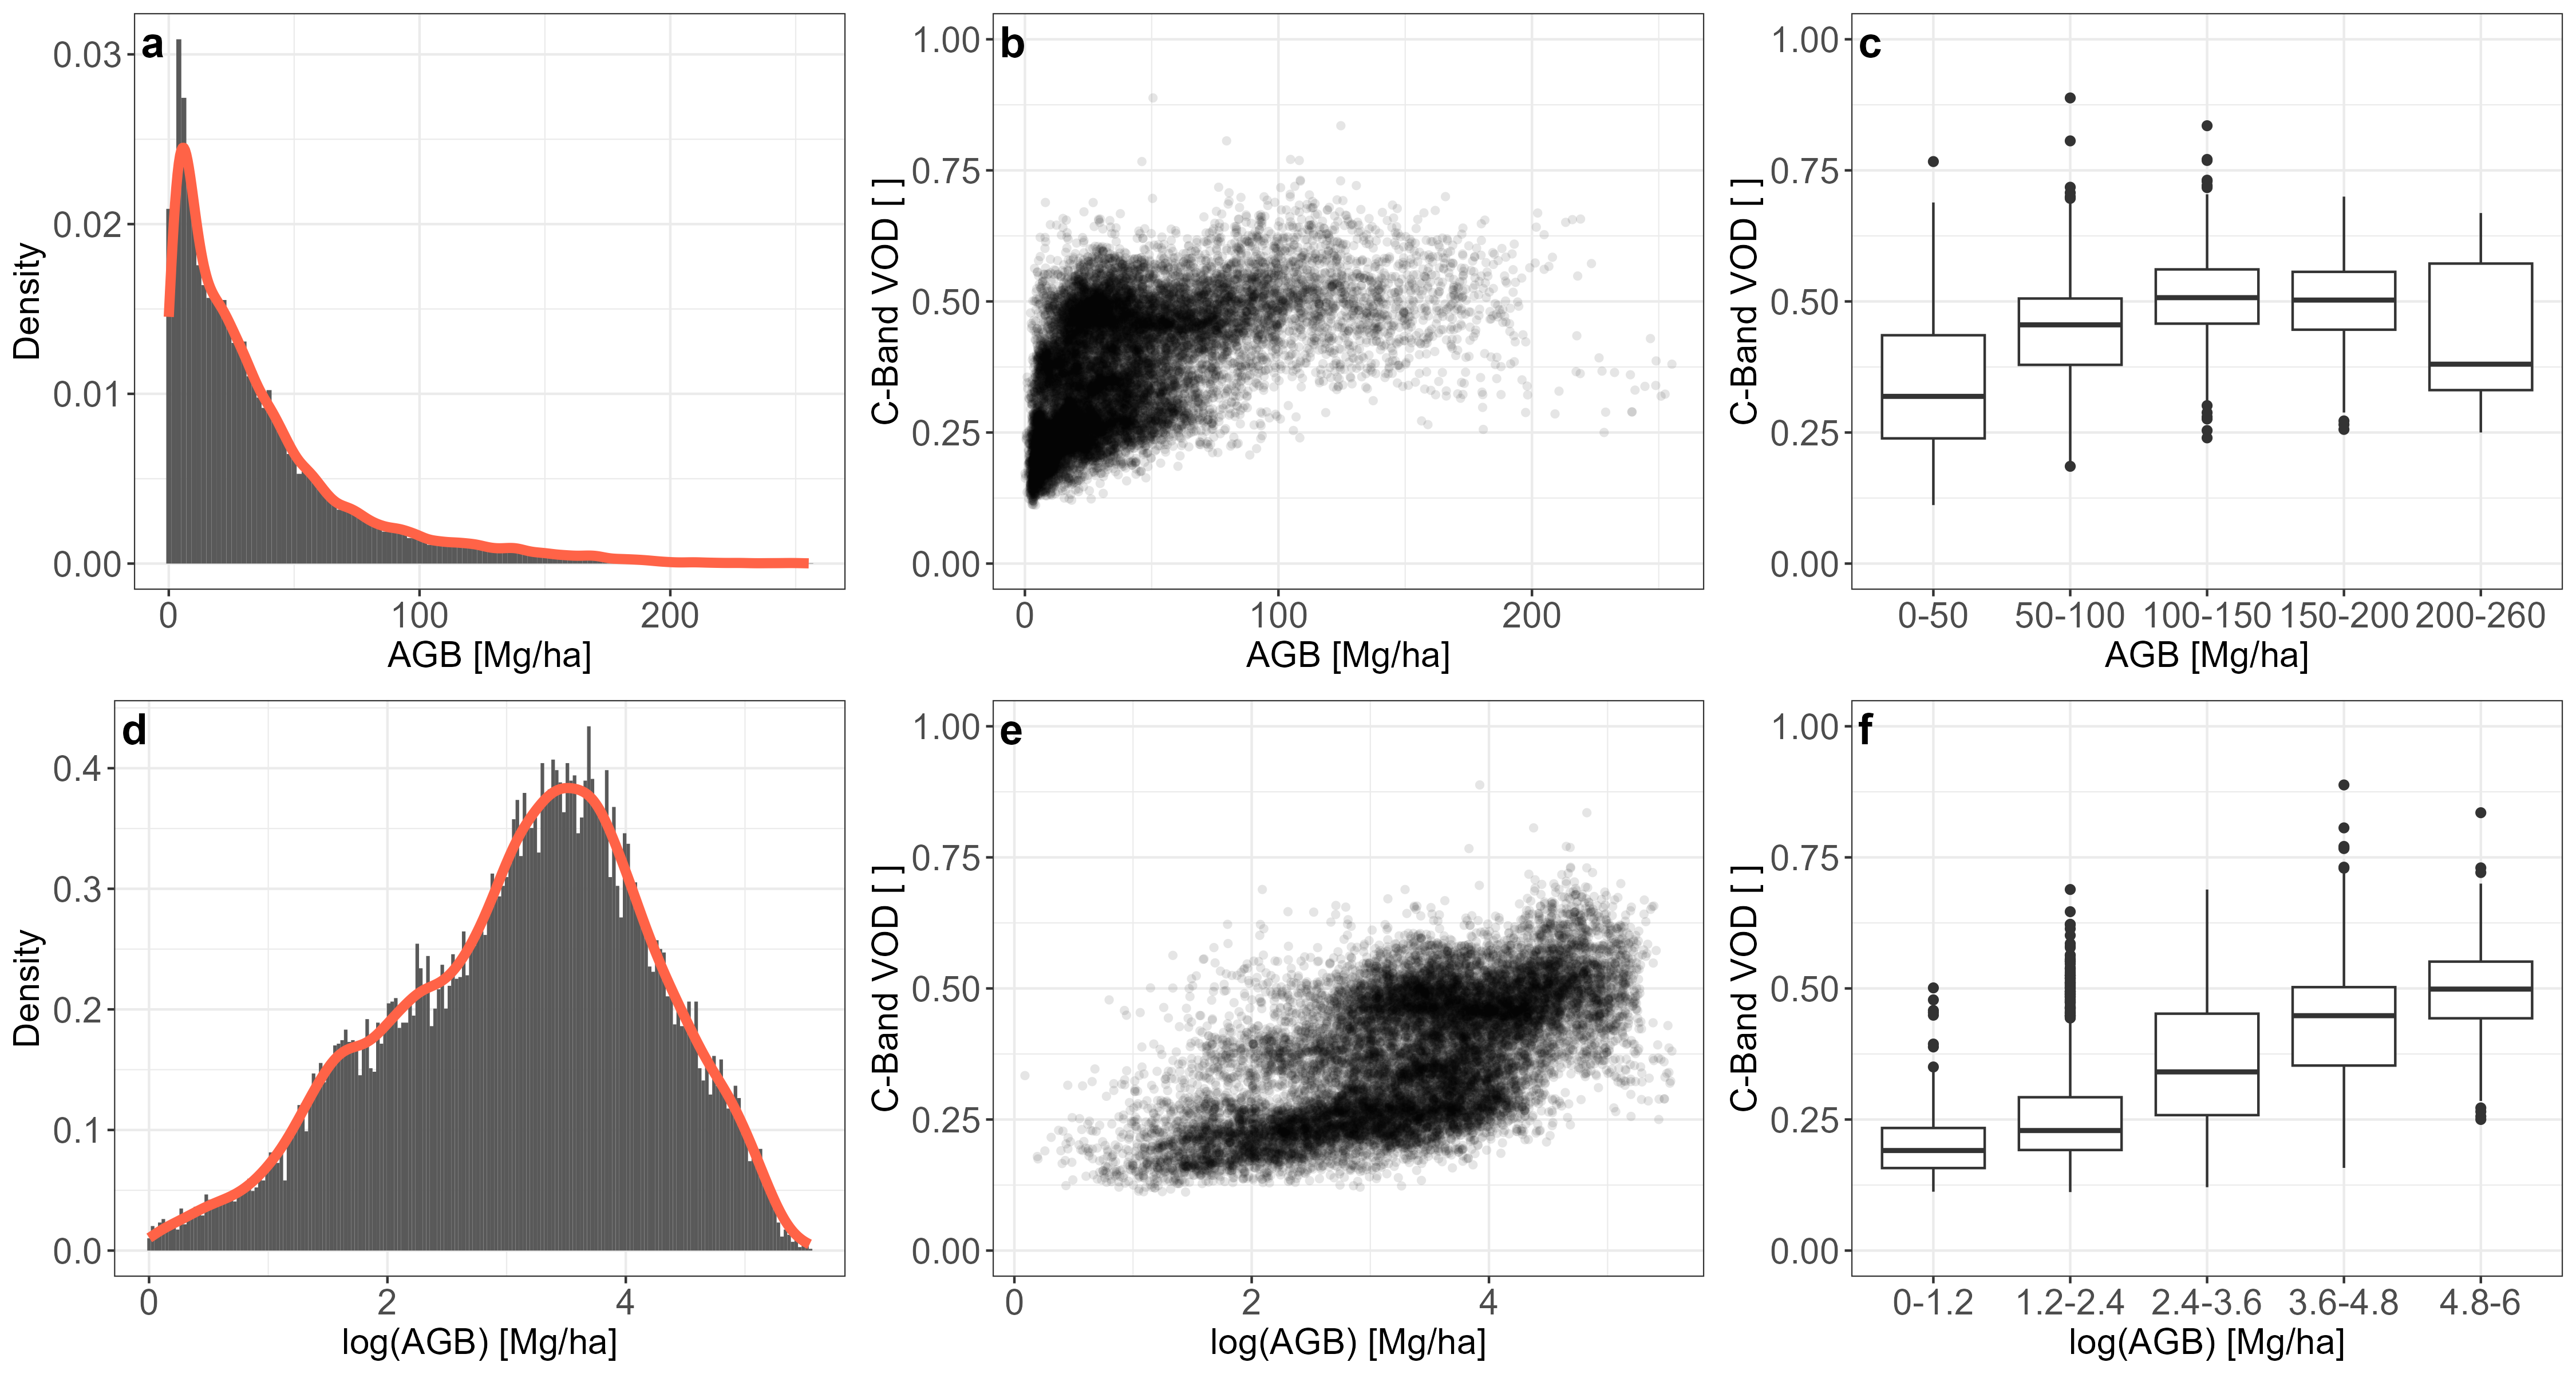 a
0.03
0.02
0.01
0.00
Density
0 100 200
AGB [Mg/ha]
b
1.00
0.75
0.50
0.25
0.00
C-Band VOD [ ]
0 100 200
AGB [Mg/ha]
c
1.00
0.75
0.50
0.25
0.00
C-Band VOD [ ]
0-50 50-100 100-150 150-200 200-260
AGB [Mg/ha]
d
0.4
0.3
0.2
0.1
0.0
Density
0 2 4
log(AGB) [Mg/ha]
e
1.00
0.75
0.50
0.25
0.00
C-Band VOD [ ]
0 2 4
log(AGB) [Mg/ha]
f
1.00
0.75
0.50
0.25
0.00
C-Band VOD [ ]
0-1.2 1.2-2.4 2.4-3.6 3.6-4.8 4.8-6
log(AGB) [Mg/ha]